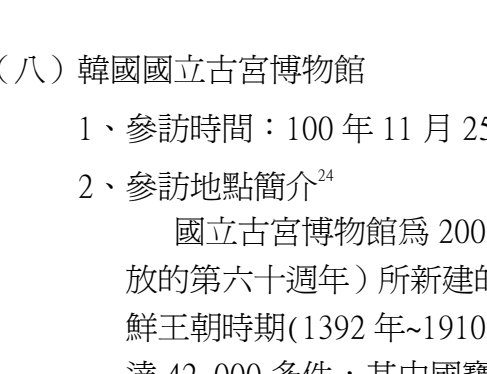 （八）韓國國立古宮博物館
1、參訪時間：100 年 11 月 25
2、參訪地點簡介24
國立古宮博物館為 200
放的第六十週年）所新建的
鮮王朝時期(1392 年~1910
達 42,000 多件，其中國寶